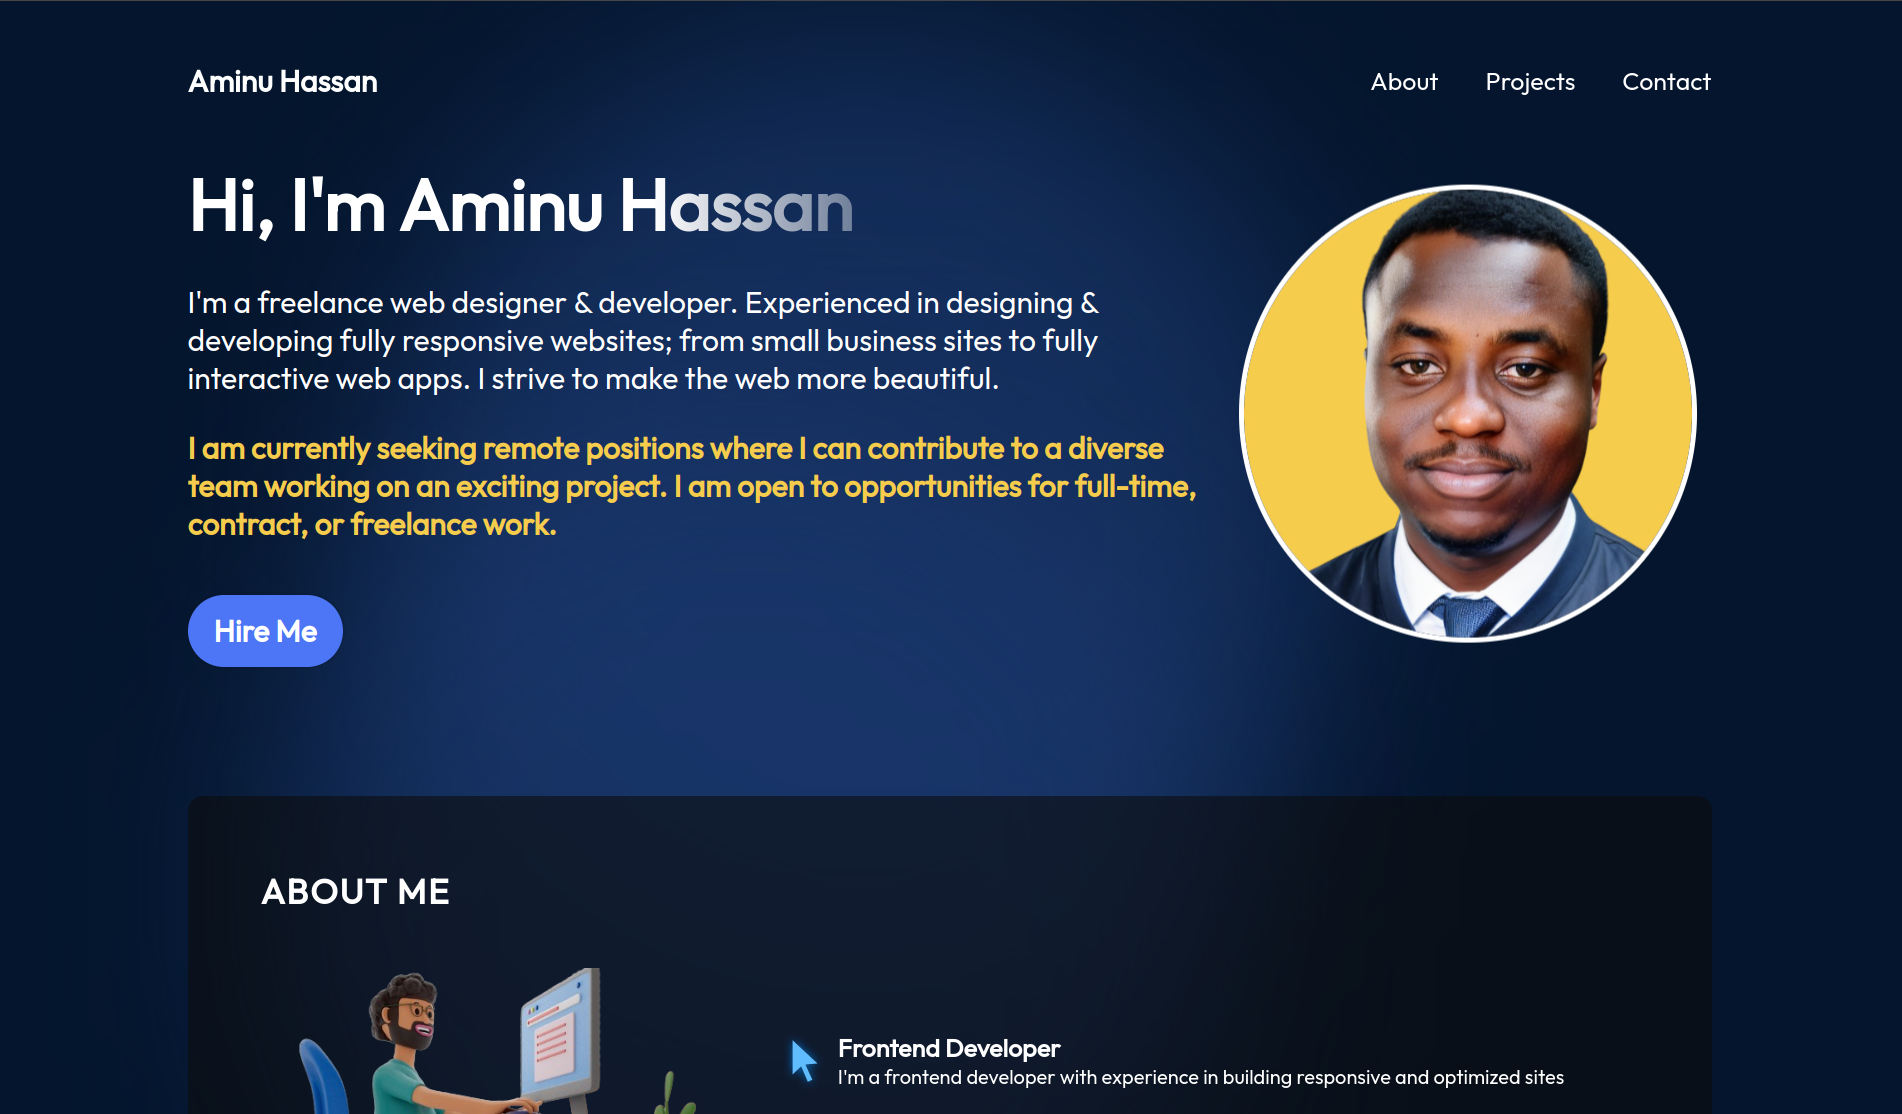 Aminu Hassan
About Projects Contact
Hi, I'm Aminu Hassan
I'm a freelance web designer & developer. Experienced in designing &
developing fully responsive websites; from small business sites to fully
interactive web apps. I strive to make the web more beautiful.
I am currently seeking remote positions where I can contribute to a diverse
team working on an exciting project. I am open to opportunities for full-time,
contract, or freelance work.
Hire Me
ABOUT ME
Frontend Developer
I'm a frontend developer with experience in building responsive and optimized sites